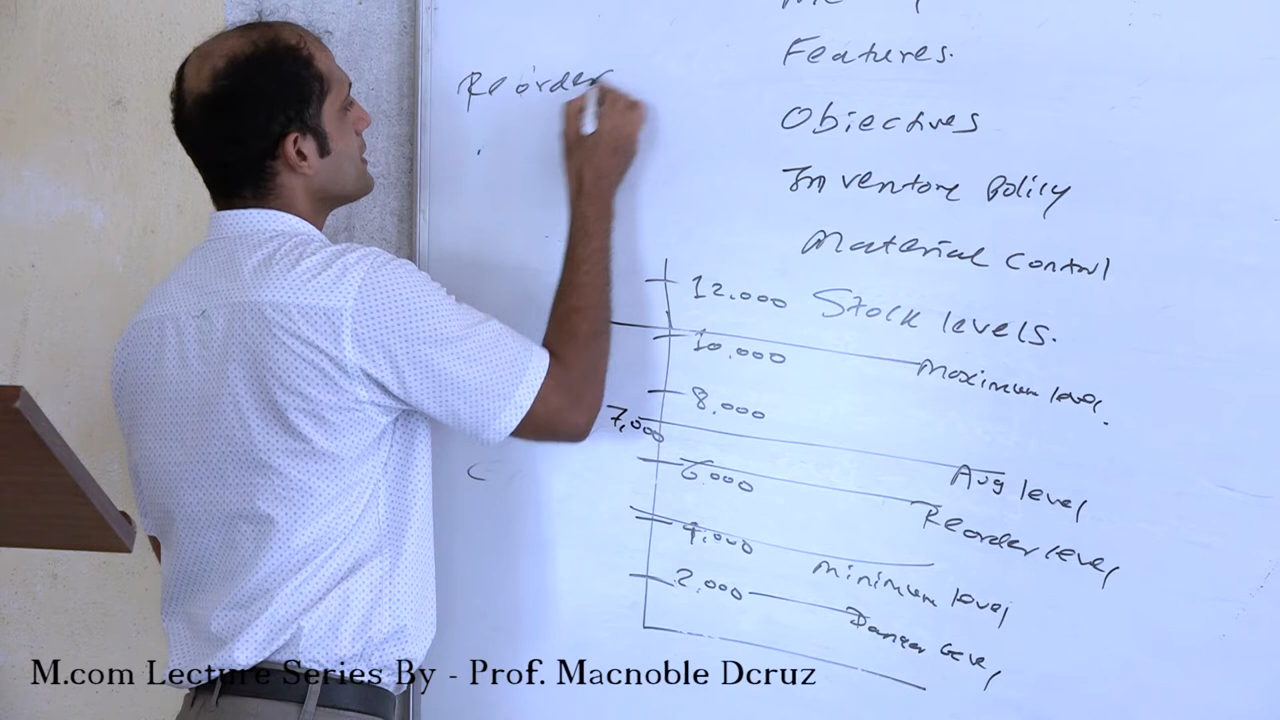 Features.
Reorder
Objectives
Inventory Policy
Material Control
12.000 Stock levels.
10.000 Maximum level
8.000
7,000 Avg level
6.000 Reorder level
4.000 minimum level
2.000 Danger level
M.com Lecture Series By - Prof. Macnoble Dcruz